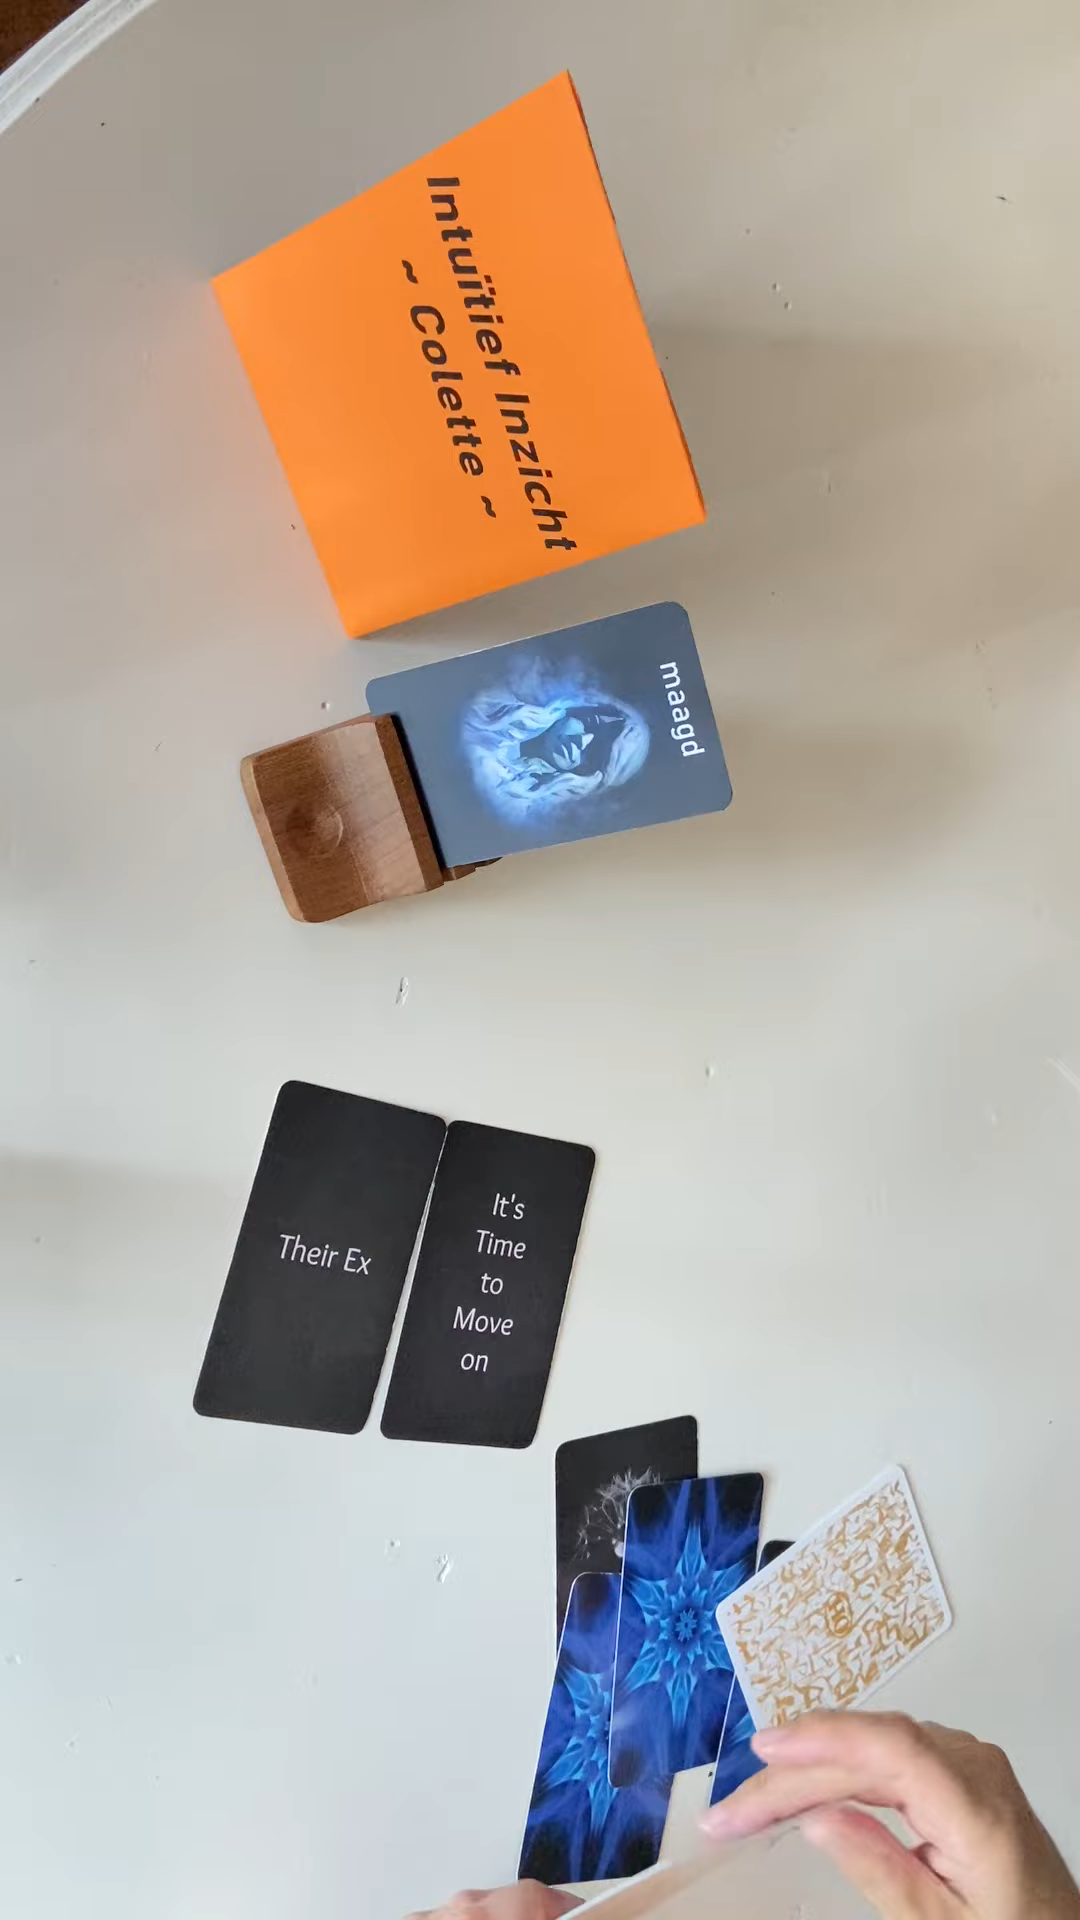 Intuïtief Inzicht
~ Colette ~
maagd
Their Ex
It's
Time
to
Move
on